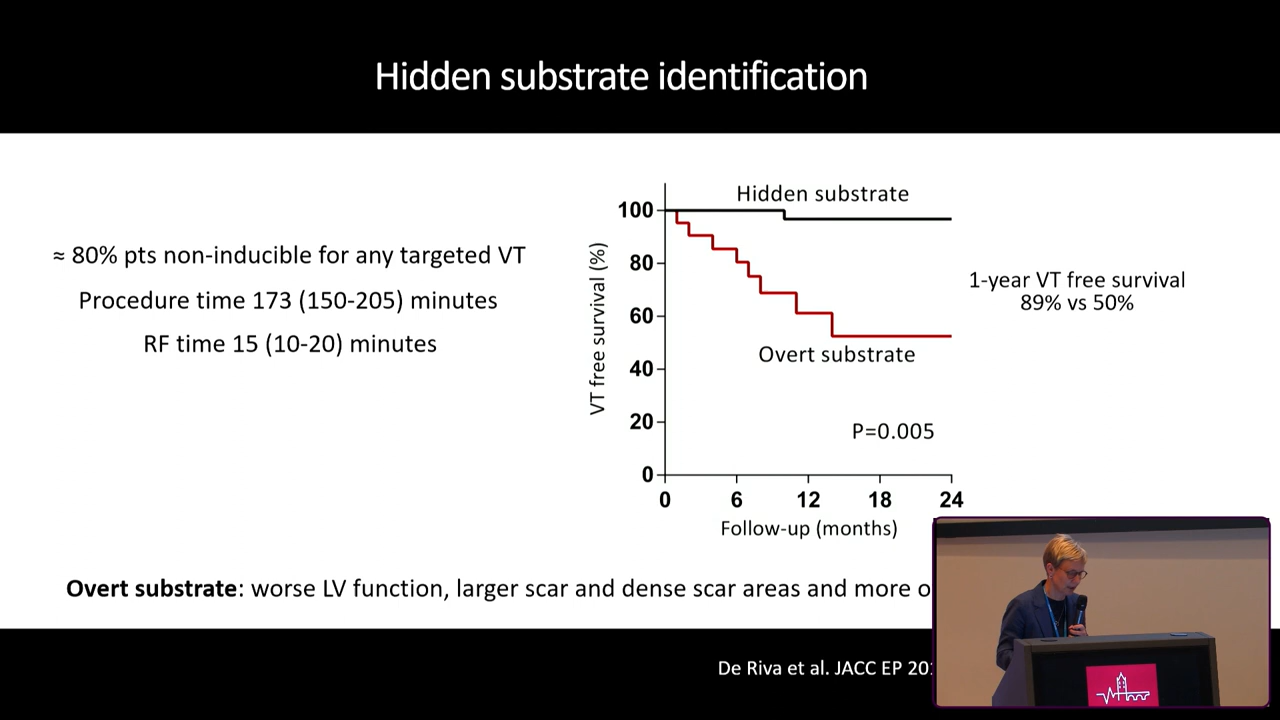 Hidden substrate identification
≈ 80% pts non-inducible for any targeted VT
Procedure time 173 (150-205) minutes
RF time 15 (10-20) minutes
Hidden substrate
100
80
60
40
20
0
VT free survival (%)
Overt substrate
P=0.005
0 6 12 18 24
Follow-up (months)
1-year VT free survival
89% vs 50%
Overt substrate: worse LV function, larger scar and dense scar areas and more
De Riva et al. JACC EP